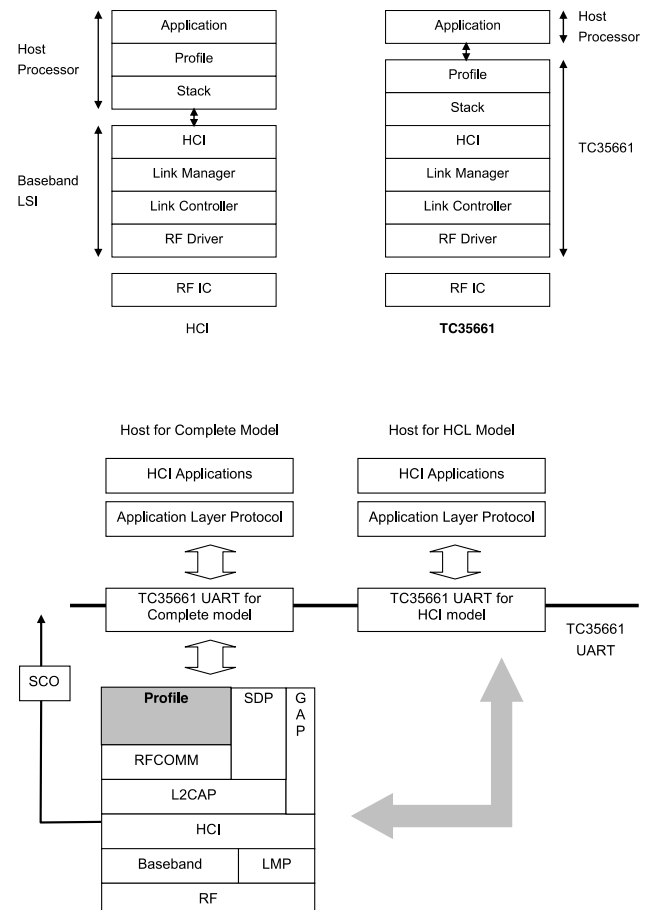 Host
Processor
Application
Profile
Stack
Baseband
LSI
HCI
Link Manager
Link Controller
RF Driver
RF IC
HCI
Application
Host
Processor
Profile
Stack
HCI
Link Manager
Link Controller
RF Driver
TC35661
RF IC
TC35661
Host for Complete Model
HCI Applications
Application Layer Protocol
TC35661 UART for
Complete model
Host for HCL Model
HCI Applications
Application Layer Protocol
TC35661 UART for
HCI model
TC35661
UART
SCO
Profile
SDP
G
A
P
RFCOMM
L2CAP
HCI
Baseband
LMP
RF